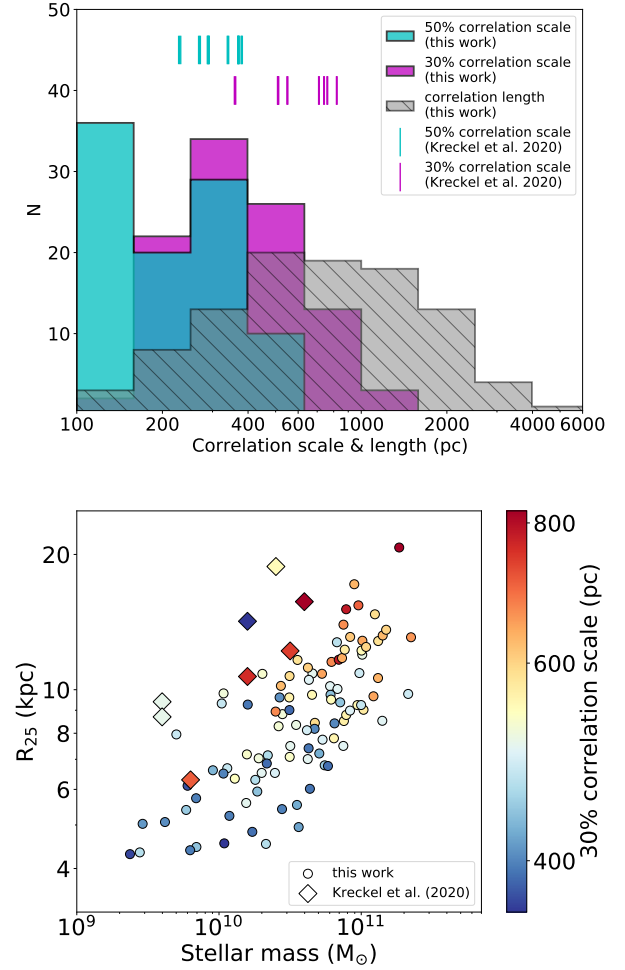 50
40
30
20
10
N
50% correlation scale
(this work)
30% correlation scale
(this work)
correlation length
(this work)
50% correlation scale
(Kreckel et al. 2020)
30% correlation scale
(Kreckel et al. 2020)
100 200 400 600 1000 2000 4000 6000
Correlation scale & length (pc)
20
10
8
6
4
R25 (kpc)
this work
Kreckel et al. (2020)
10^9 10^10 10^11
Stellar mass (M⊙)
800
600
400
30% correlation scale (pc)